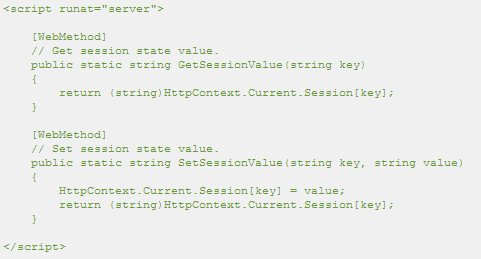 <script runat="server">
[WebMethod]
// Get session state value.
public static string GetSessionValue(string key)
{
return (string)HttpContext.Current.Session[key];
}
[WebMethod]
// Set session state value.
public static string SetSessionValue(string key, string value)
{
HttpContext.Current.Session[key] = value;
return (string)HttpContext.Current.Session[key];
}
</script>